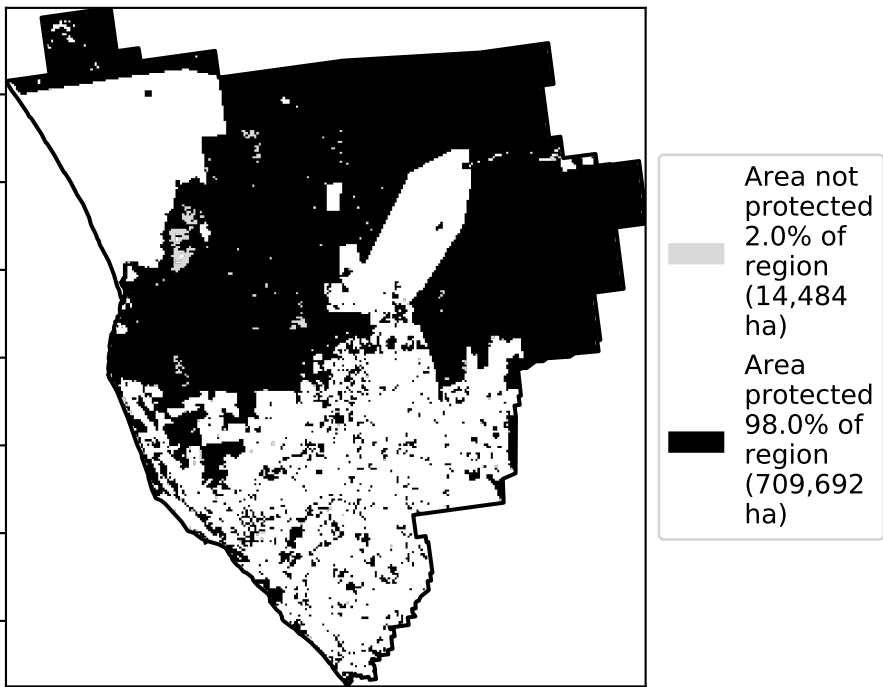 Area not
protected
2.0% of
region
(14,484
ha)
Area
protected
98.0% of
region
(709,692
ha)